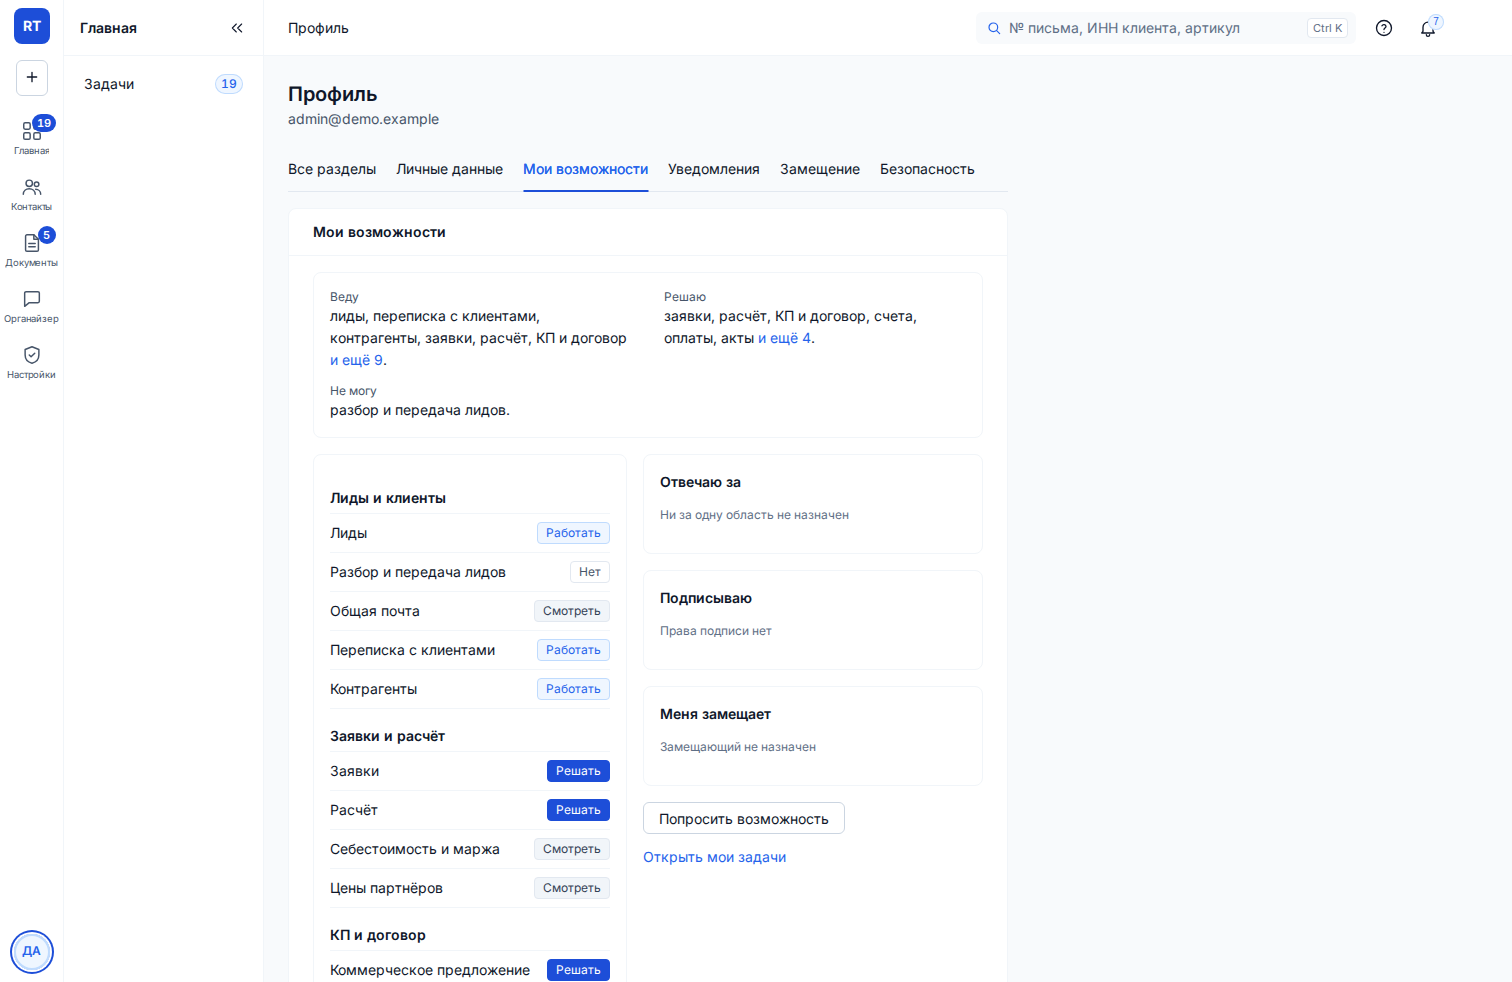 RT
Главная
Профиль
№ письма, ИНН клиента, артикул
Ctrl K
7
Задачи
19
19
Главная
Контакты
5
Документы
Органайзер
Настройки
ДА
Профиль
admin@demo.example
Все разделы
Личные данные
Мои возможности
Уведомления
Замещение
Безопасность
Мои возможности
Веду
лиды, переписка с клиентами,
контрагенты, заявки, расчёт, КП и договор
и ещё 9.
Решаю
заявки, расчёт, КП и договор, счета,
оплаты, акты и ещё 4.
Не могу
разбор и передача лидов.
Лиды и клиенты
Лиды
Работать
Разбор и передача лидов
Нет
Общая почта
Смотреть
Переписка с клиентами
Работать
Контрагенты
Работать
Заявки и расчёт
Заявки
Решать
Расчёт
Решать
Себестоимость и маржа
Смотреть
Цены партнёров
Смотреть
КП и договор
Коммерческое предложение
Решать
Отвечаю за
Ни за одну область не назначен
Подписываю
Права подписи нет
Меня замещает
Замещающий не назначен
Попросить возможность
Открыть мои задачи